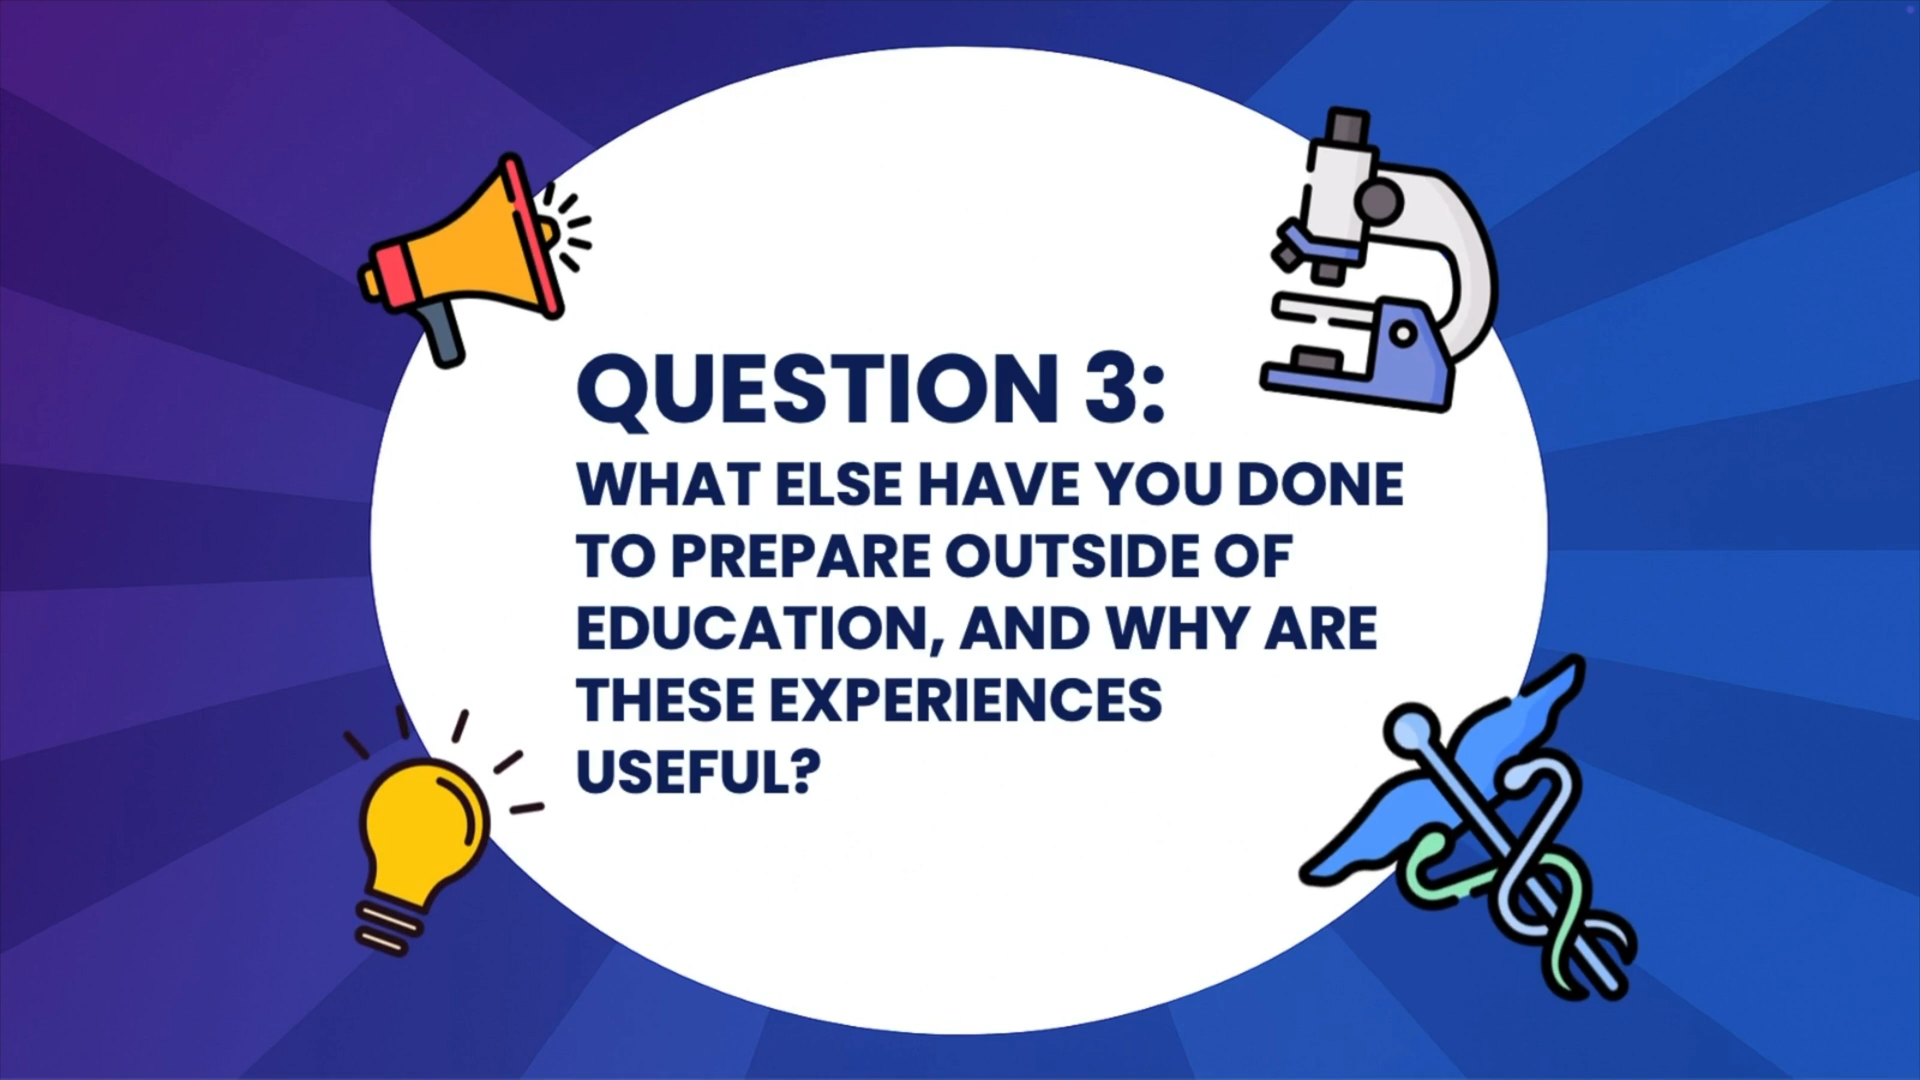 QUESTION 3:
WHAT ELSE HAVE YOU DONE
TO PREPARE OUTSIDE OF
EDUCATION, AND WHY ARE
THESE EXPERIENCES
USEFUL?